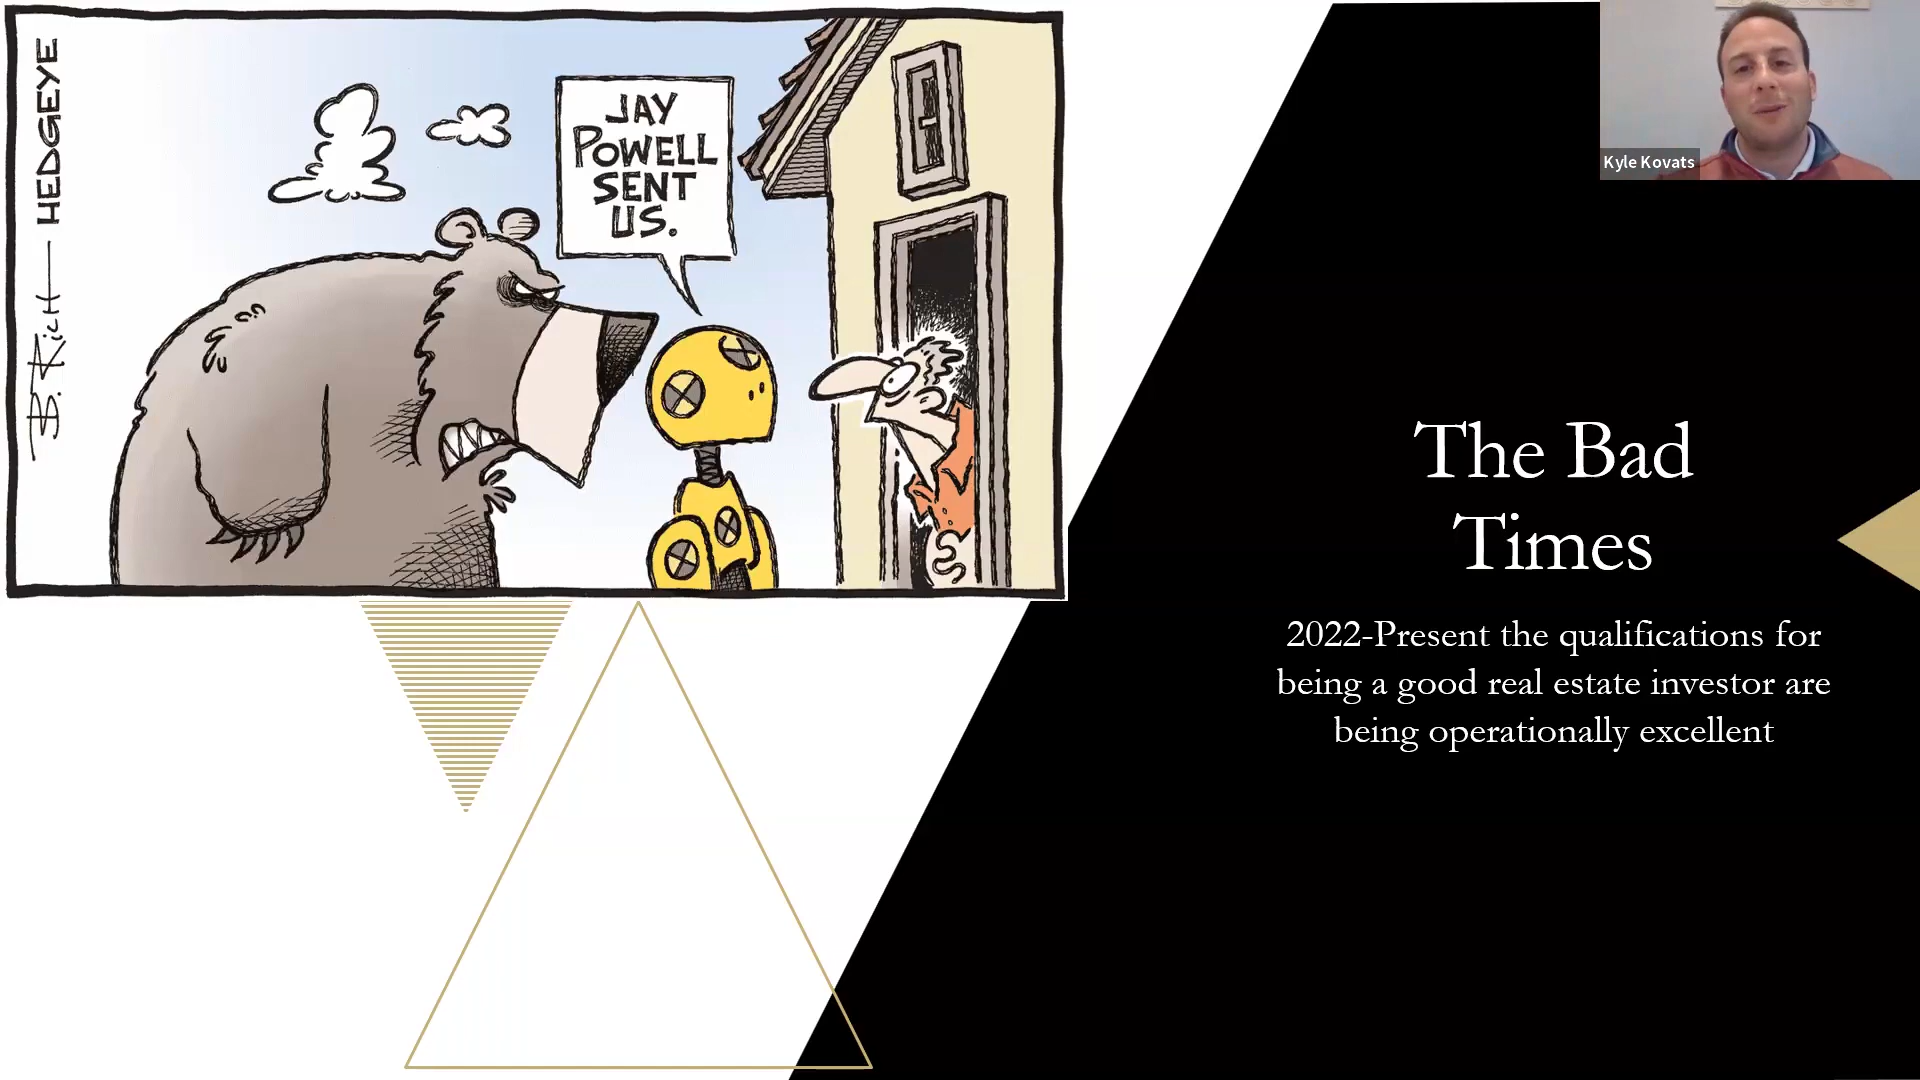 B. Rich — HEDGEYE
JAY
POWELL
SENT
US.
Kyle Kovats
The Bad
Times
2022-Present the qualifications for
being a good real estate investor are
being operationally excellent